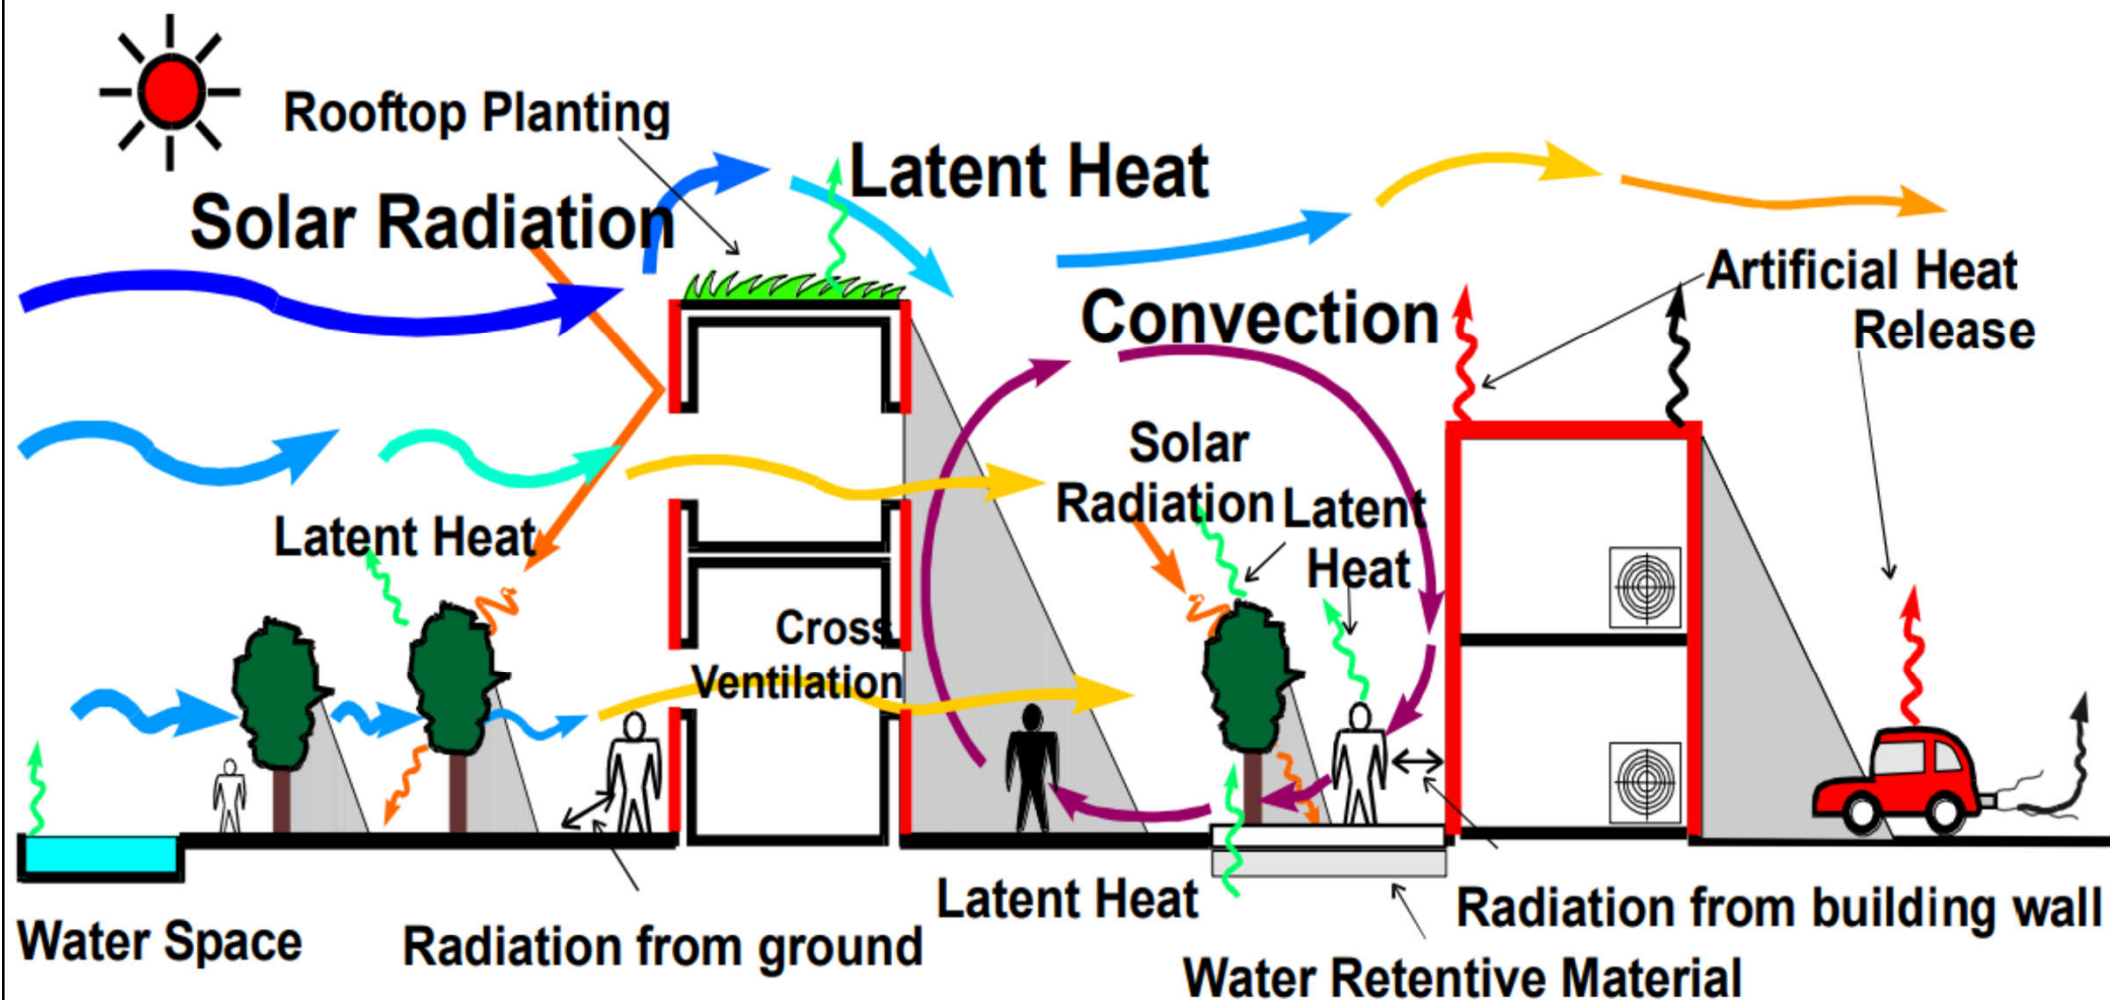 Rooftop Planting
Latent Heat
Solar Radiation
Artificial Heat
Release
Convection
Solar
Radiation
Latent
Heat
Latent Heat
Cross
Ventilation
Latent Heat
Radiation from building wall
Water Space
Radiation from ground
Water Retentive Material